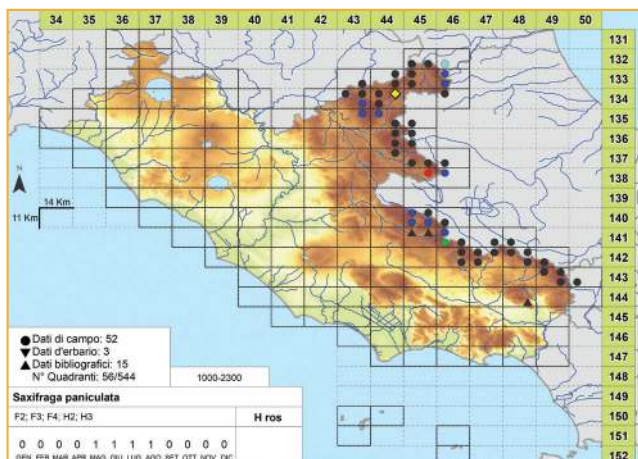 34 35 36 37 38 39 40 41 42 43 44 45 46 47 48 49 50
131
132
133
134
135
136
137
138
139
140
141
142
143
144
145
146
147
148
149
150
151
152
N
14 Km
11 Km
Dati di campo: 52
Dati d'erbario: 3
Dati bibliografici: 15
N° Quadranti: 56/544
1000-2300
Saxifraga paniculata
F2; F3; F4; H2; H3
H ros
0 0 0 0 1 1 1 1 0 0 0 0
GEN FEB MAR APR MAG GIU LUG AGO SET OTT NOV DIC